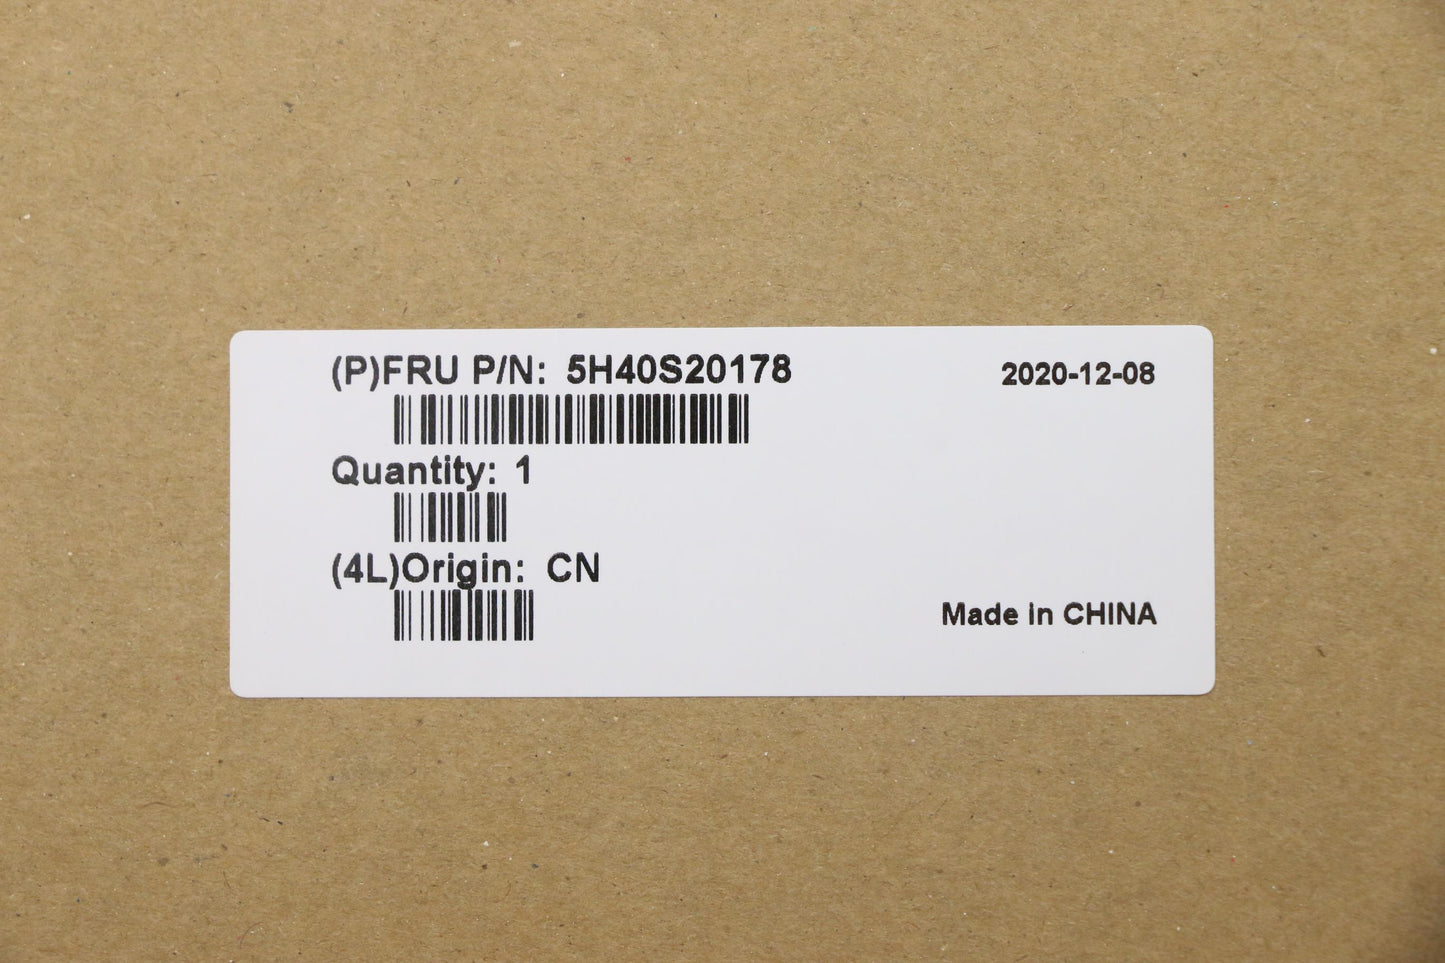 (P)FRU P/N: 5H40S20178
2020-12-08
Quantity: 1
(4L)Origin: CN
Made in CHINA